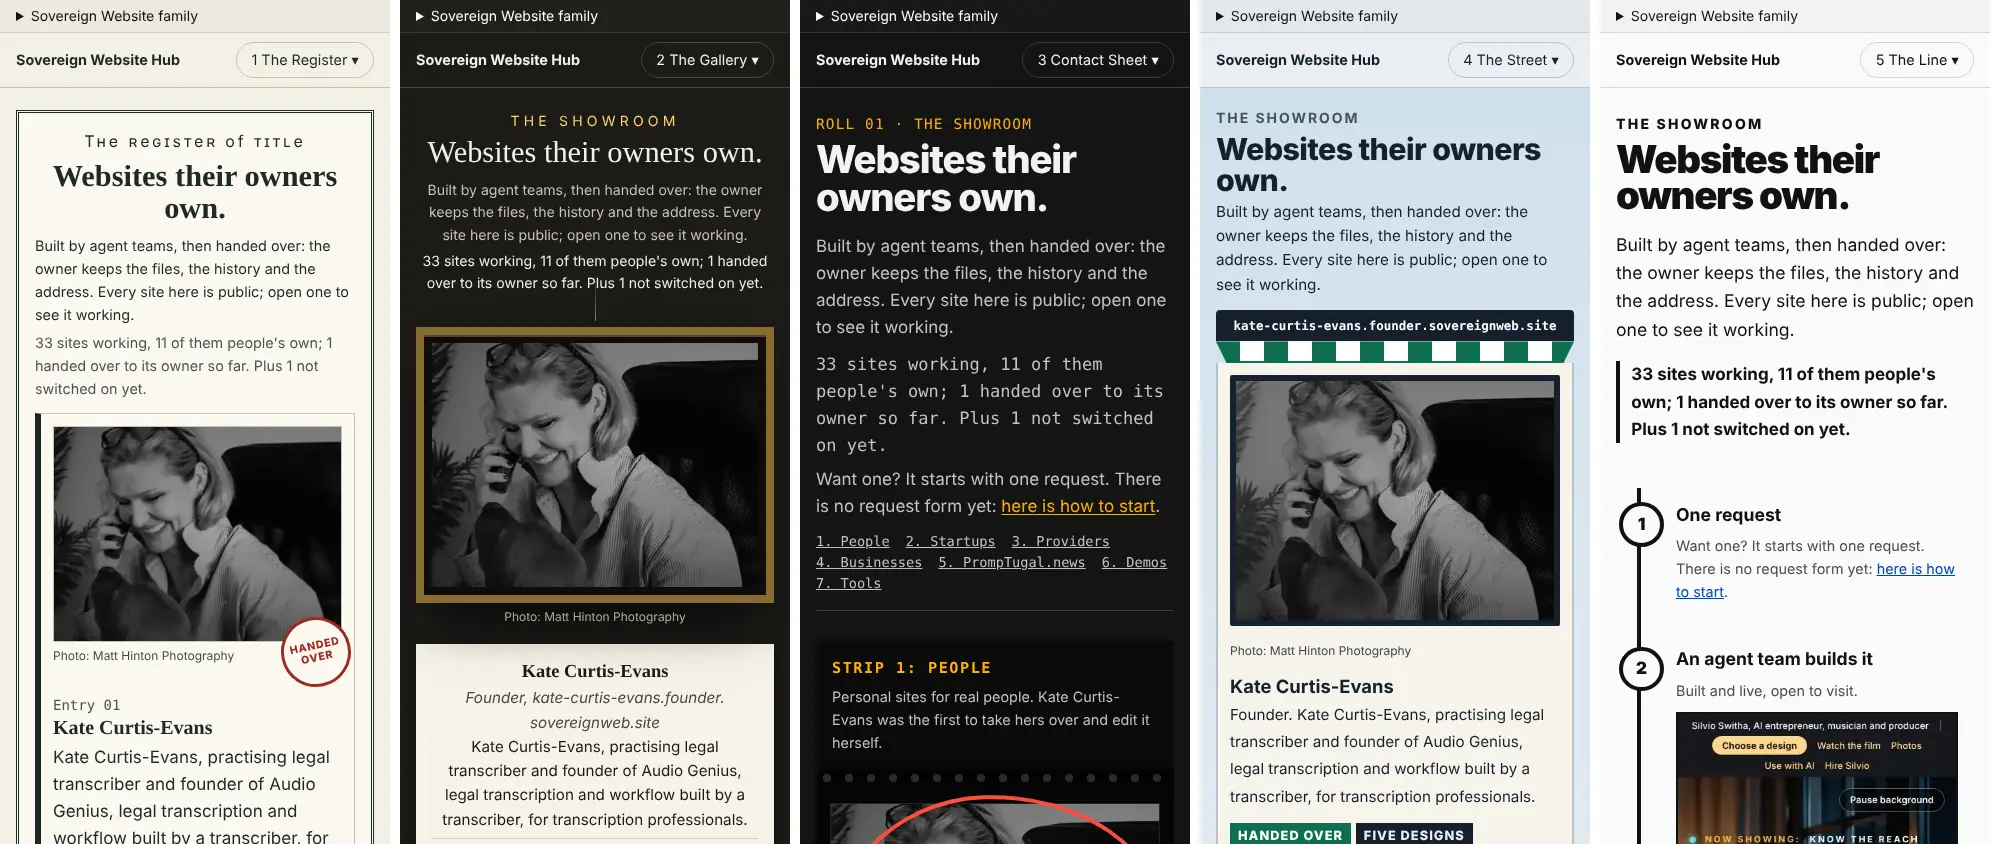 ▶ Sovereign Website family
Sovereign Website Hub
1 The Register ▾
The REGISTER of TITLE
Websites their owners
own.
Built by agent teams, then handed over: the
owner keeps the files, the history and the
address. Every site here is public; open one to
see it working.
33 sites working, 11 of them people's own; 1
handed over to its owner so far. Plus 1 not
switched on yet.
HANDED
OVER
Photo: Matt Hinton Photography
Entry 01
Kate Curtis-Evans
Kate Curtis-Evans, practising legal
transcriber and founder of Audio
Genius, legal transcription and
workflow built by a transcriber, for
▶ Sovereign Website family
Sovereign Website Hub
2 The Gallery ▾
THE SHOWROOM
Websites their owners own.
Built by agent teams, then handed over: the owner
keeps the files, the history and the address. Every
site here is public; open one to see it working.
33 sites working, 11 of them people's own; 1 handed
over to its owner so far. Plus 1 not switched on yet.
Photo: Matt Hinton Photography
Kate Curtis-Evans
Founder, kate-curtis-evans.founder.
sovereignweb.site
Kate Curtis-Evans, practising legal
transcriber and founder of Audio Genius,
legal transcription and workflow built by a
transcriber, for transcription professionals.
▶ Sovereign Website family
Sovereign Website Hub
3 Contact Sheet ▾
ROLL 01 · THE SHOWROOM
Websites their
owners own.
Built by agent teams, then handed over: the
owner keeps the files, the history and the
address. Every site here is public; open one
to see it working.
33 sites working, 11 of them
people's own; 1 handed over to its
owner so far. Plus 1 not switched
on yet.
Want one? It starts with one request. There
is no request form yet: here is how to start.
1. People 2. Startups 3. Providers
4. Businesses 5. PrompTugal.news 6. Demos
7. Tools
STRIP 1: PEOPLE
Personal sites for real people. Kate Curtis-
Evans was the first to take hers over and edit it
herself.
▶ Sovereign Website family
Sovereign Website Hub
4 The Street ▾
THE SHOWROOM
Websites their owners
own.
Built by agent teams, then handed over: the
owner keeps the files, the history and the
address. Every site here is public; open one to
see it working.
kate-curtis-evans.founder.sovereignweb.site
Photo: Matt Hinton Photography
Kate Curtis-Evans
Founder. Kate Curtis-Evans, practising legal
transcriber and founder of Audio Genius,
legal transcription and workflow built by a
transcriber, for transcription professionals.
HANDED OVER FIVE DESIGNS
▶ Sovereign Website family
Sovereign Website Hub
5 The Line ▾
THE SHOWROOM
Websites their
owners own.
Built by agent teams, then handed over:
the owner keeps the files, the history and
the address. Every site here is public; open
one to see it working.
33 sites working, 11 of them people's
own; 1 handed over to its owner so far.
Plus 1 not switched on yet.
1
One request
Want one? It starts with one request.
There is no request form yet: here is how
to start.
2
An agent team builds it
Built and live, open to visit.
Silvio Switha, AI entrepreneur, musician and producer
Choose a design Watch the film Photos
Use with AI Hire Silvio
Pause background
NOW SHOWING: KNOW THE REACH